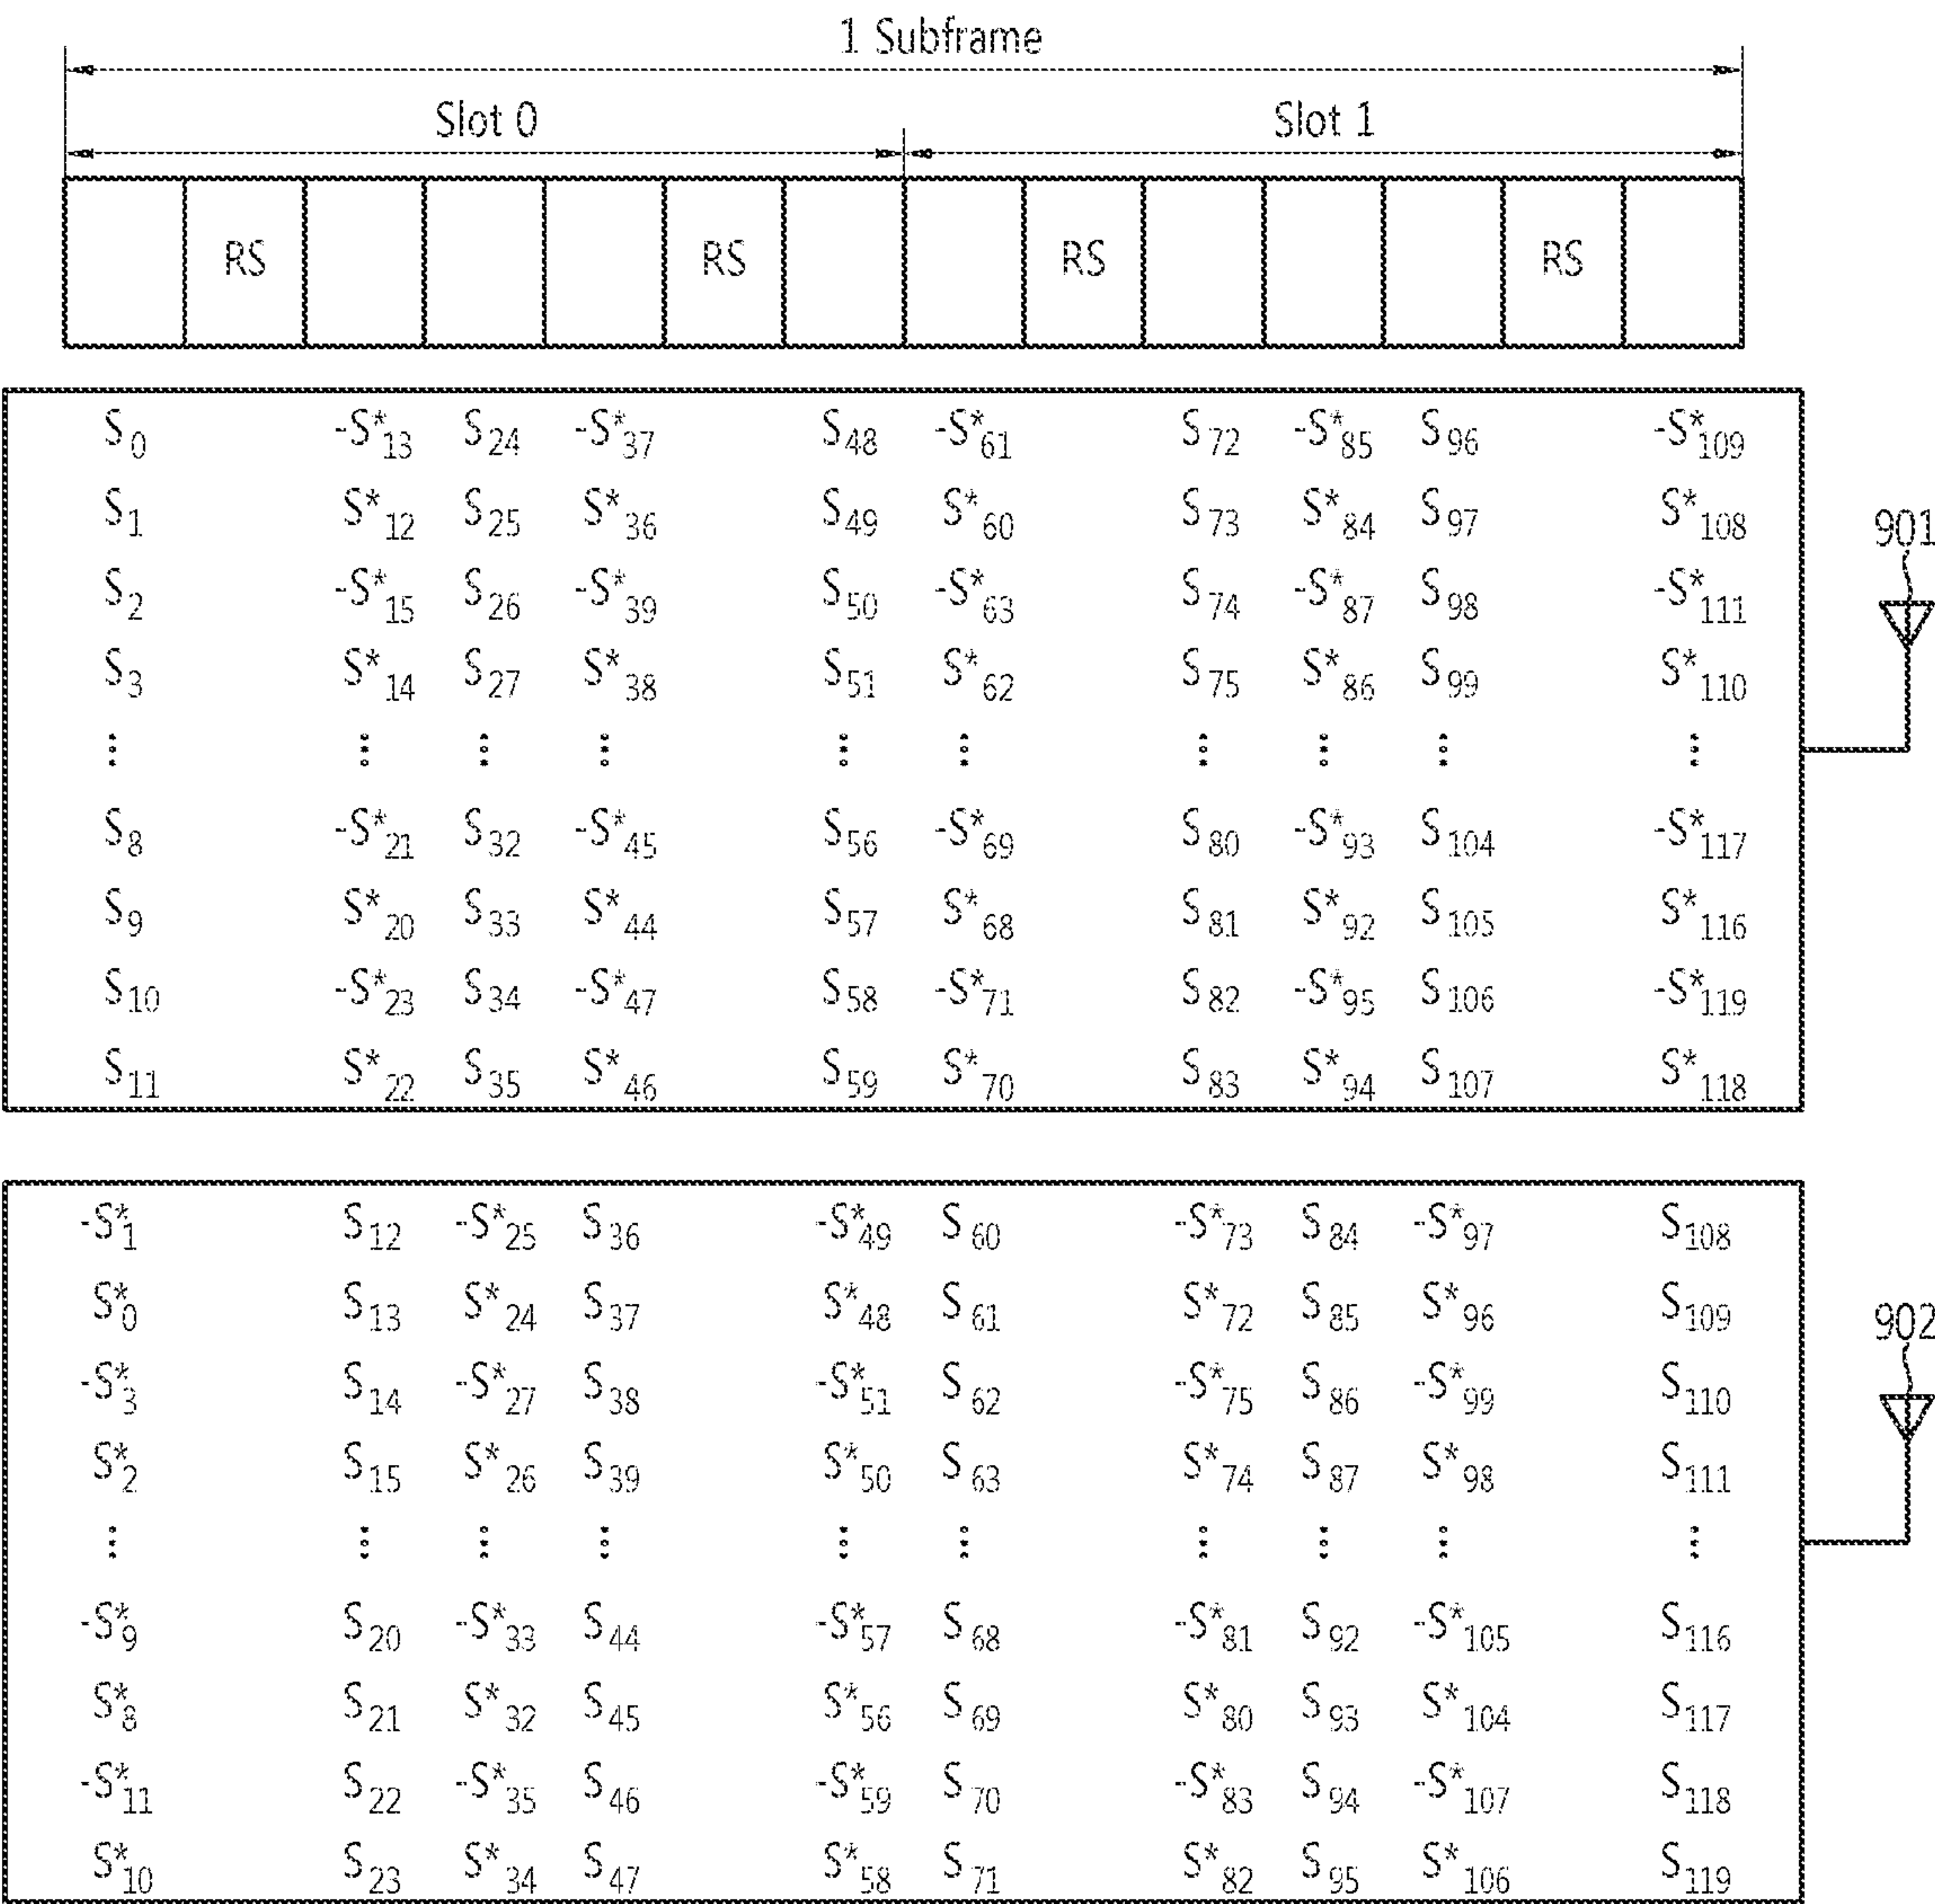 1 Subframe
Slot 0 Slot 1
RS RS RS RS
S0 -S*13 S24 -S*37 S48 -S*61 S72 -S*85 S96 -S*109
S1 S*12 S25 S*36 S49 S*60 S73 S*84 S97 S*108
901
S2 -S*15 S26 -S*39 S50 -S*63 S74 -S*87 S98 -S*111
S3 S*14 S27 S*38 S51 S*62 S75 S*86 S99 S*110
⋮ ⋮ ⋮ ⋮ ⋮ ⋮ ⋮ ⋮ ⋮ ⋮
S8 -S*21 S32 -S*45 S56 -S*69 S80 -S*93 S104 -S*117
S9 S*20 S33 S*44 S57 S*68 S81 S*92 S105 S*116
S10 -S*23 S34 -S*47 S58 -S*71 S82 -S*95 S106 -S*119
S11 S*22 S35 S*46 S59 S*70 S83 S*94 S107 S*118
-S*1 S12 -S*25 S36 -S*49 S60 -S*73 S84 -S*97 S108
S*0 S13 S*24 S37 S*48 S61 S*72 S85 S*96 S109
902
-S*3 S14 -S*27 S38 -S*51 S62 -S*75 S86 -S*99 S110
S*2 S15 S*26 S39 S*50 S63 S*74 S87 S*98 S111
⋮ ⋮ ⋮ ⋮ ⋮ ⋮ ⋮ ⋮ ⋮ ⋮
-S*9 S20 -S*33 S44 -S*57 S68 -S*81 S92 -S*105 S116
S*8 S21 S*32 S45 S*56 S69 S*80 S93 S*104 S117
-S*11 S22 -S*35 S46 -S*59 S70 -S*83 S94 -S*107 S118
S*10 S23 S*34 S47 S*58 S71 S*82 S95 S*106 S119